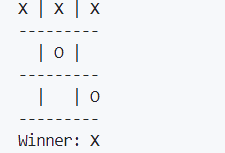 X | X | X
---------
  | O |
---------
  |   | O
---------
Winner: X